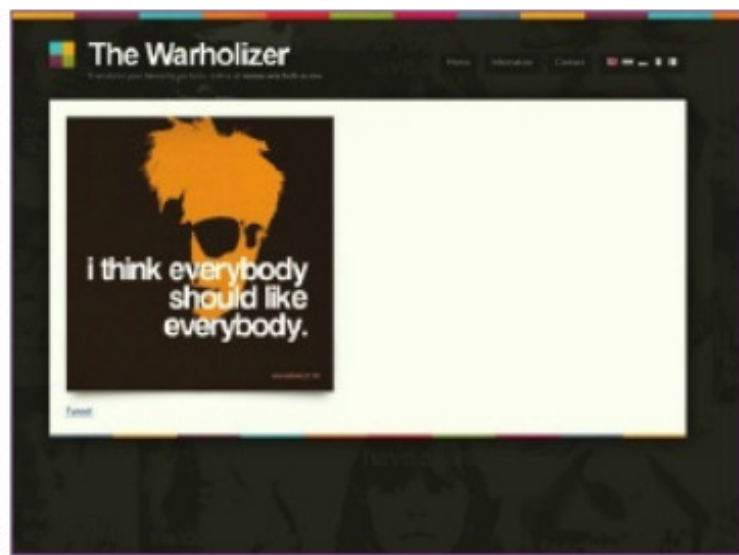 The Warholizer
Home Information Contact
i think everybody
should like
everybody.
Tweet